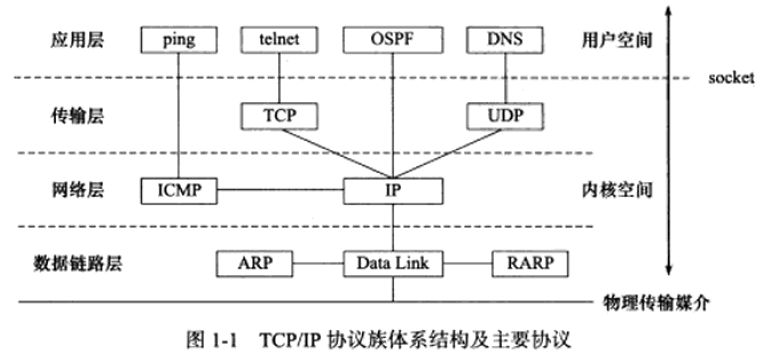 应用层 ping telnet OSPF DNS 用户空间
socket
传输层 TCP UDP
网络层 ICMP IP 内核空间
数据链路层 ARP Data Link RARP
物理传输媒介
图 1-1 TCP/IP 协议族体系结构及主要协议